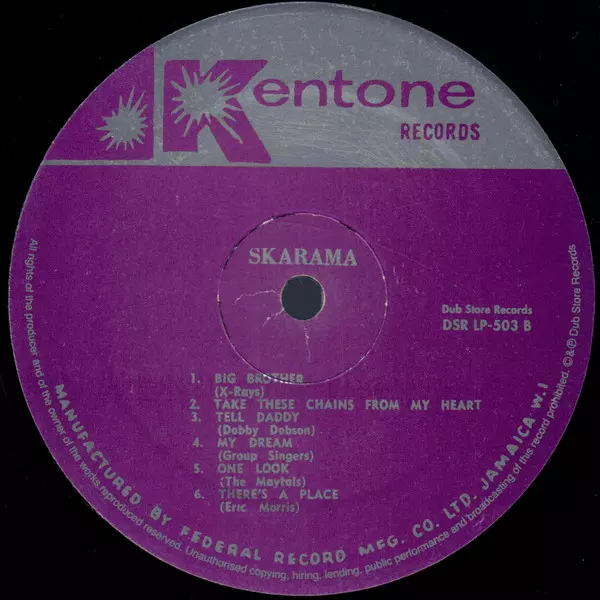 Kentone
RECORDS
SKARAMA
Dub Store Records
DSR LP-503 B
1. BIG BROTHER
(X-Rays)
2. TAKE THESE CHAINS FROM MY HEART
3. TELL DADDY
(Dobby Dobson)
4. MY DREAM
(Group Singers)
5. ONE LOOK
(The Maytals)
6. THERE'S A PLACE
(Eric Morris)
MANUFACTURED BY FEDERAL RECORD MFG. CO. LTD. JAMAICA W.I
All rights of the producer and of the owner of the works reproduced reserved. Unauthorised copying, hiring, lending, public performance and broadcasting of this record prohibited. ©&℗ Dub Store Records